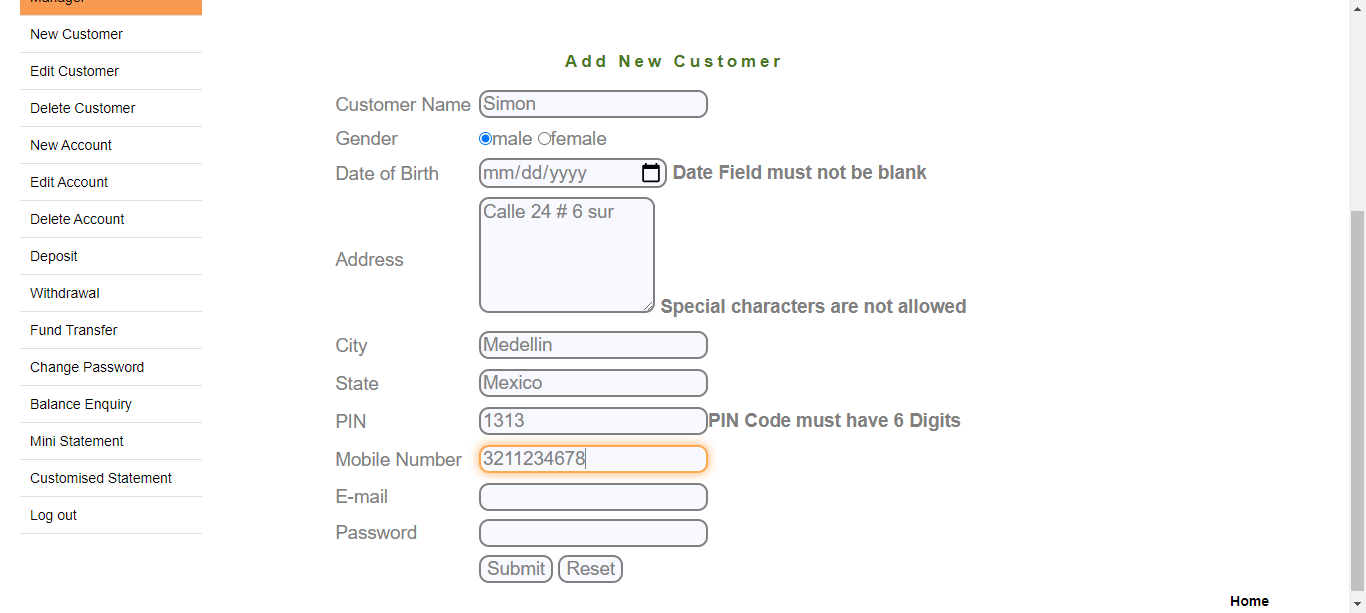 Manager
New Customer
Edit Customer
Delete Customer
New Account
Edit Account
Delete Account
Deposit
Withdrawal
Fund Transfer
Change Password
Balance Enquiry
Mini Statement
Customised Statement
Log out
Add New Customer
Customer Name Simon
Gender male female
Date of Birth mm/dd/yyyy Date Field must not be blank
Address Calle 24 # 6 sur
Special characters are not allowed
City Medellin
State Mexico
PIN 1313 PIN Code must have 6 Digits
Mobile Number 3211234678
E-mail
Password
Submit Reset
Home